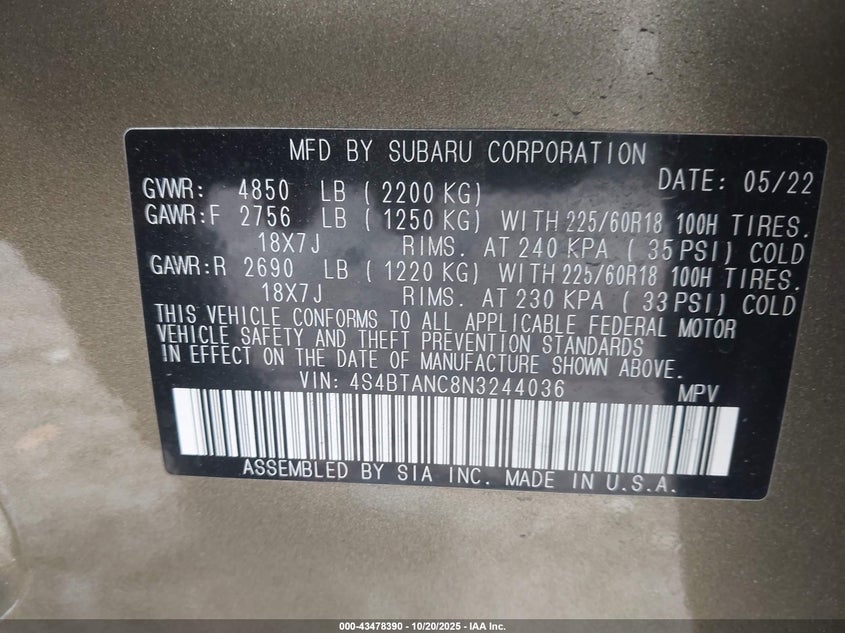 MFD BY SUBARU CORPORATION
DATE: 05/22
GVWR: 4850 LB ( 2200 KG)
GAWR:F 2756 LB ( 1250 KG) WITH 225/60R18 100H TIRES.
18X7J RIMS. AT 240 KPA ( 35 PSI) COLD
GAWR:R 2690 LB ( 1220 KG) WITH 225/60R18 100H TIRES.
18X7J RIMS. AT 230 KPA ( 33 PSI) COLD
THIS VEHICLE CONFORMS TO ALL APPLICABLE FEDERAL MOTOR
VEHICLE SAFETY AND THEFT PREVENTION STANDARDS
IN EFFECT ON THE DATE OF MANUFACTURE SHOWN ABOVE.
VIN: 4S4BTANC8N3244036 MPV
ASSEMBLED BY SIA INC. MADE IN U.S.A.
000-43478390 - 10/20/2025 - IAA Inc.